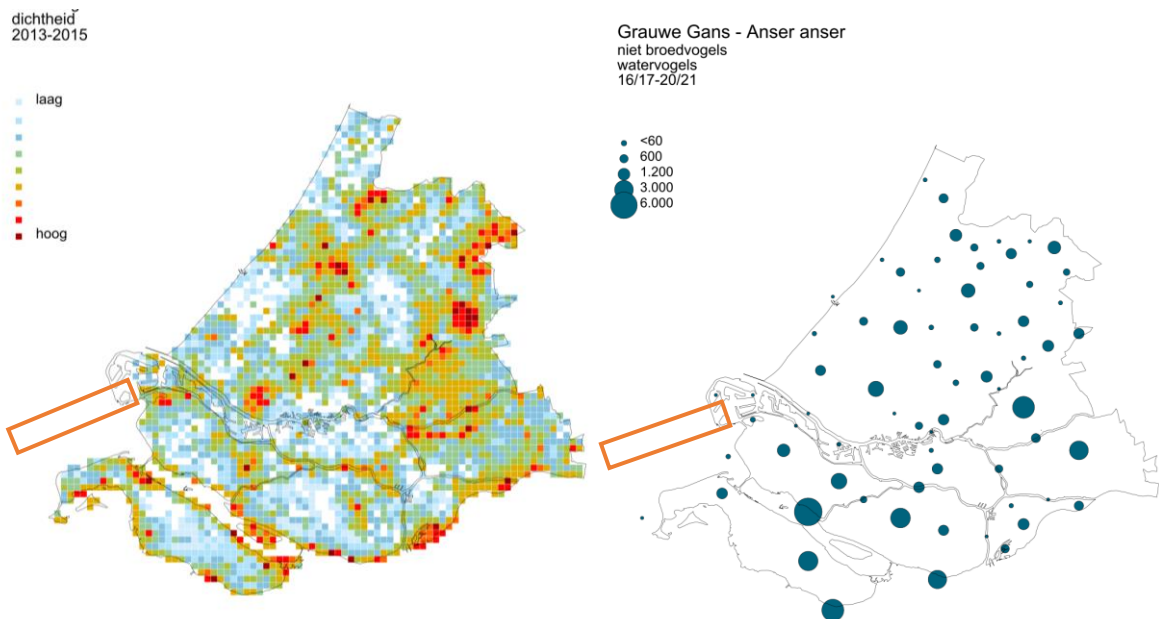 dichtheid
2013-2015
laag
hoog
Grauwe Gans - Anser anser
niet broedvogels
watervogels
16/17-20/21
<60
600
1.200
3.000
6.000